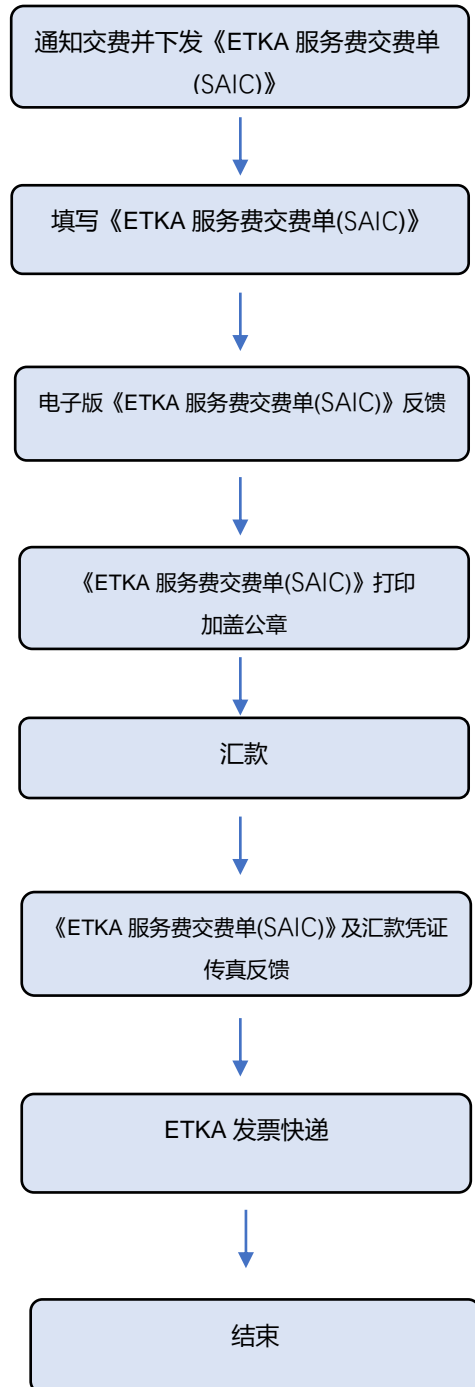 通知交费并下发《ETKA 服务费交费单
(SAIC)》
填写《ETKA 服务费交费单(SAIC)》
电子版《ETKA 服务费交费单(SAIC)》反馈
《ETKA 服务费交费单(SAIC)》打印
加盖公章
汇款
《ETKA 服务费交费单(SAIC)》及汇款凭证
传真反馈
ETKA 发票快递
结束